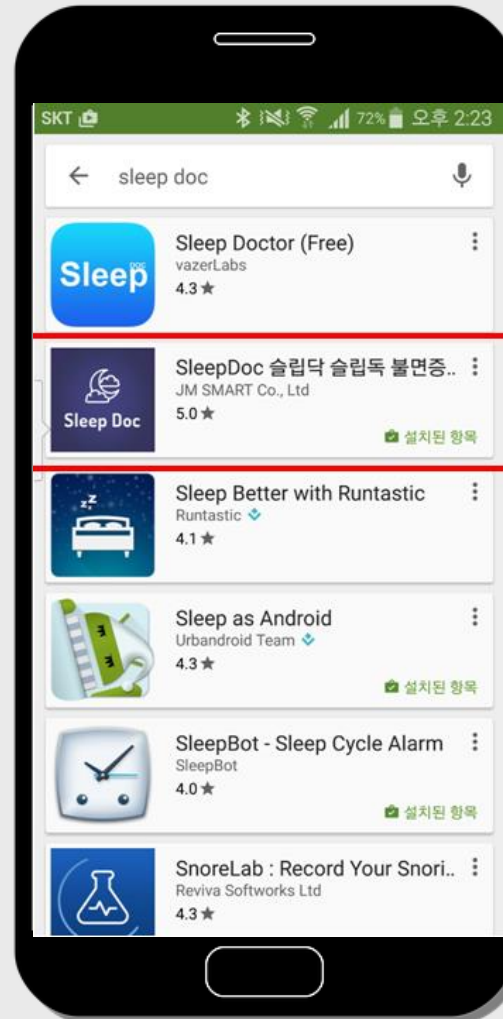 SKT 72% 오후 2:23
sleep doc
Sleep
DOC
Sleep Doctor (Free)
vazerLabs
4.3★
Sleep Doc
SleepDoc 슬립닥 슬립독 불면증..
JM SMART Co., Ltd
5.0★
설치된 항목
zz
Sleep Better with Runtastic
Runtastic
4.1★
Sleep as Android
Urbandroid Team
4.3★
설치된 항목
SleepBot - Sleep Cycle Alarm
SleepBot
4.0★
설치된 항목
SnoreLab : Record Your Snori..
Reviva Softworks Ltd
4.3★